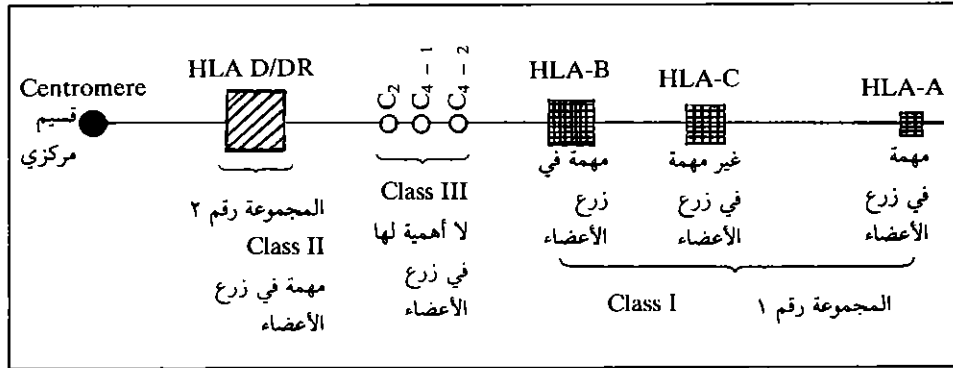 Centromere
قسيم
مركزي
HLA D/DR
المجموعة رقم ٢
Class II
مهمة في زرع
الأعضاء
C₂
C₄ – 1
C₄ – 2
Class III
لا أهمية لها
في زرع
الأعضاء
HLA-B
مهمة في
زرع
الأعضاء
HLA-C
غير مهمة
في زرع
الأعضاء
HLA-A
مهمة
في زرع
الأعضاء
Class I
المجموعة رقم ١